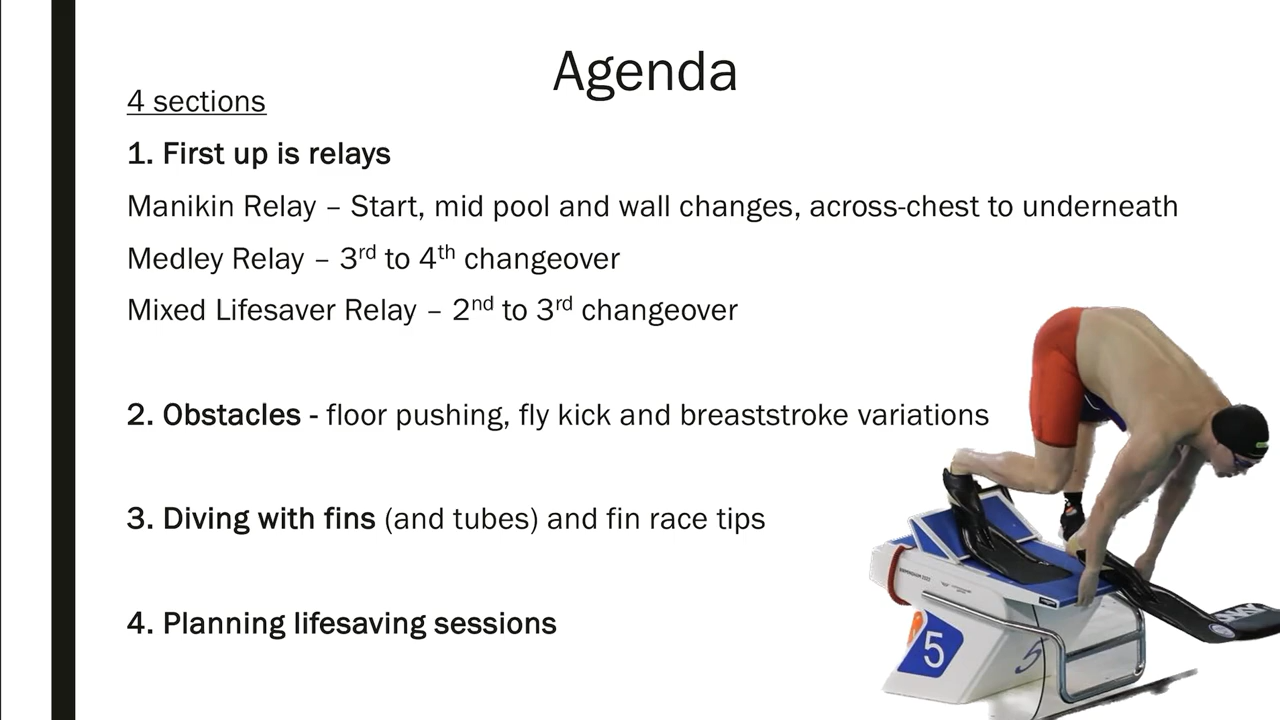 Agenda
4 sections
1. First up is relays
Manikin Relay – Start, mid pool and wall changes, across-chest to underneath
Medley Relay – 3rd to 4th changeover
Mixed Lifesaver Relay – 2nd to 3rd changeover
2. Obstacles - floor pushing, fly kick and breaststroke variations
3. Diving with fins (and tubes) and fin race tips
4. Planning lifesaving sessions
BIRMINGHAM 2022
5
5